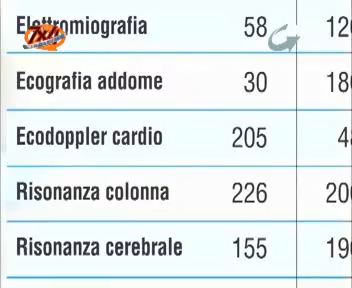 Elettromiografia 58
Ecografia addome 30
Ecodoppler cardio 205
Risonanza colonna 226
Risonanza cerebrale 155